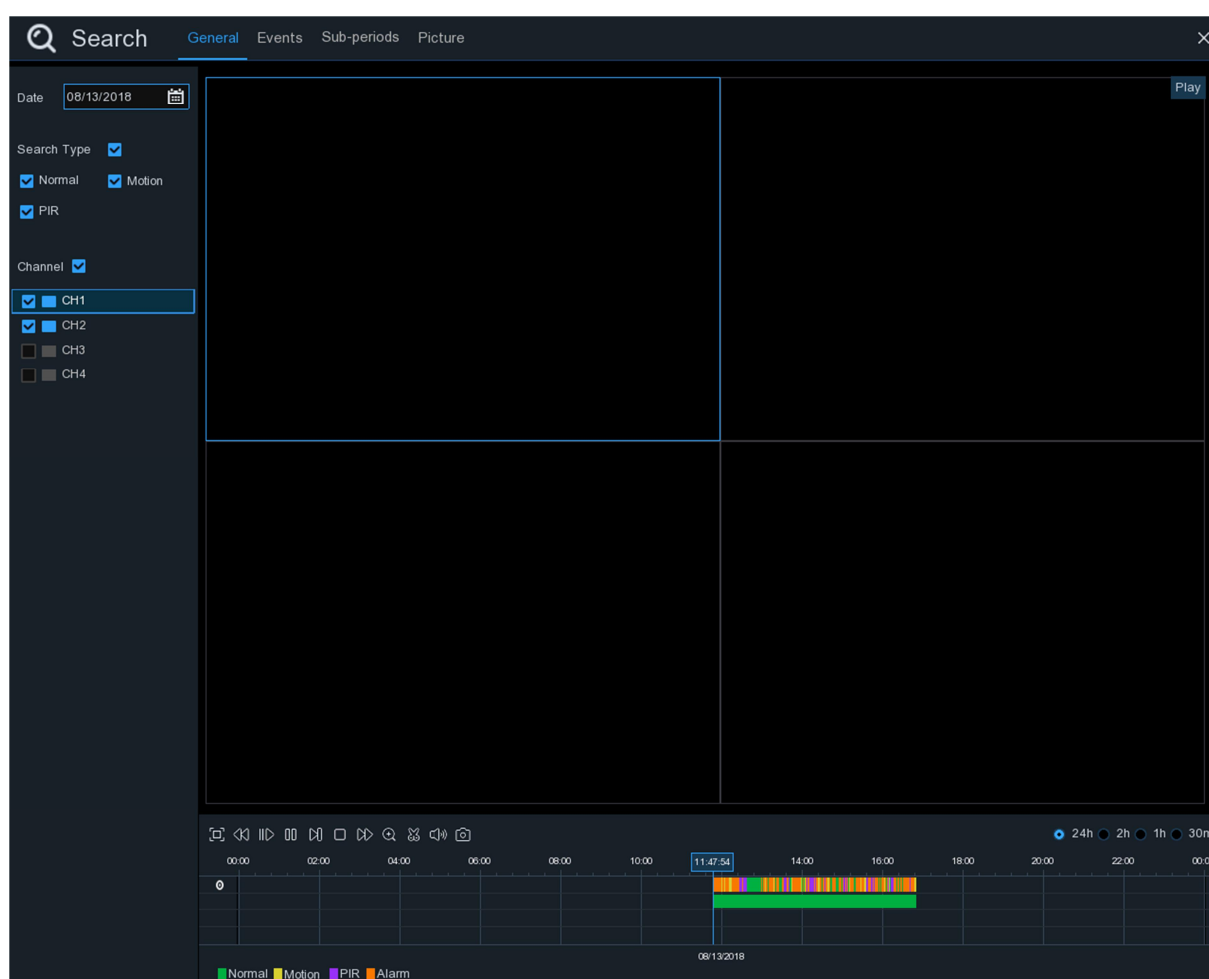 Search General Events Sub-periods Picture
Play
Date 08/13/2018
Search Type
Normal Motion
PIR
Channel
CH1
CH2
CH3
CH4
24h 2h 1h 30m
00:00 02:00 04:00 06:00 08:00 10:00 11:47:54 14:00 16:00 18:00 20:00 22:00 00:0
08/13/2018
Normal Motion PIR Alarm